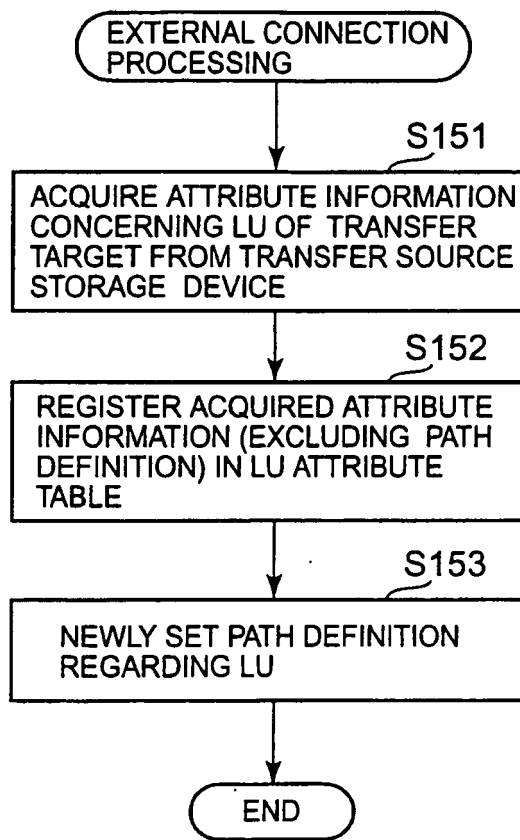 EXTERNAL CONNECTION
PROCESSING
S151
ACQUIRE ATTRIBUTE INFORMATION
CONCERNING LU OF TRANSFER
TARGET FROM TRANSFER SOURCE
STORAGE DEVICE
S152
REGISTER ACQUIRED ATTRIBUTE
INFORMATION (EXCLUDING PATH
DEFINITION) IN LU ATTRIBUTE
TABLE
S153
NEWLY SET PATH DEFINITION
REGARDING LU
END